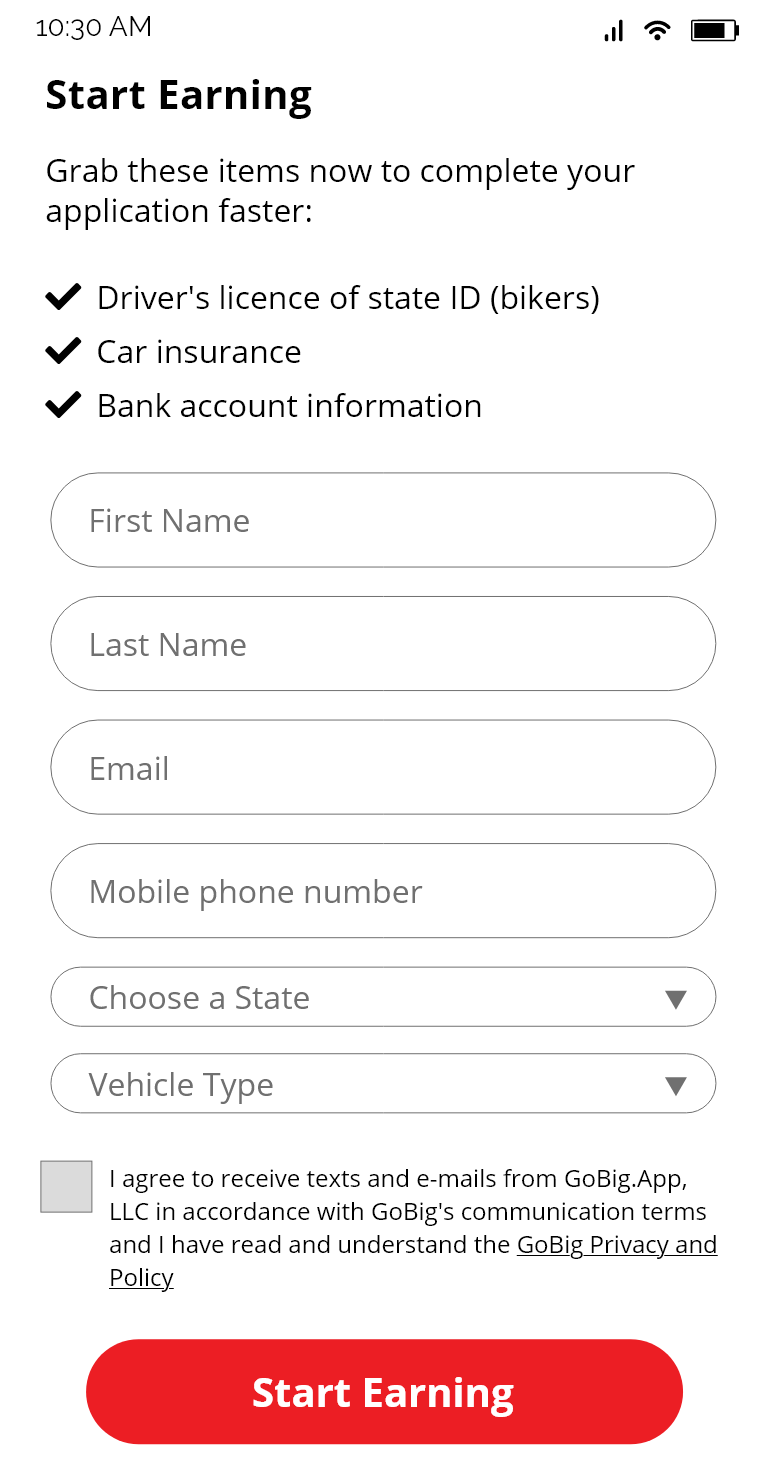 10:30 AM
Start Earning
Grab these items now to complete your
application faster:
Driver's licence of state ID (bikers)
Car insurance
Bank account information
First Name
Last Name
Email
Mobile phone number
Choose a State
Vehicle Type
I agree to receive texts and e-mails from GoBig.App,
LLC in accordance with GoBig's communication terms
and I have read and understand the GoBig Privacy and
Policy
Start Earning